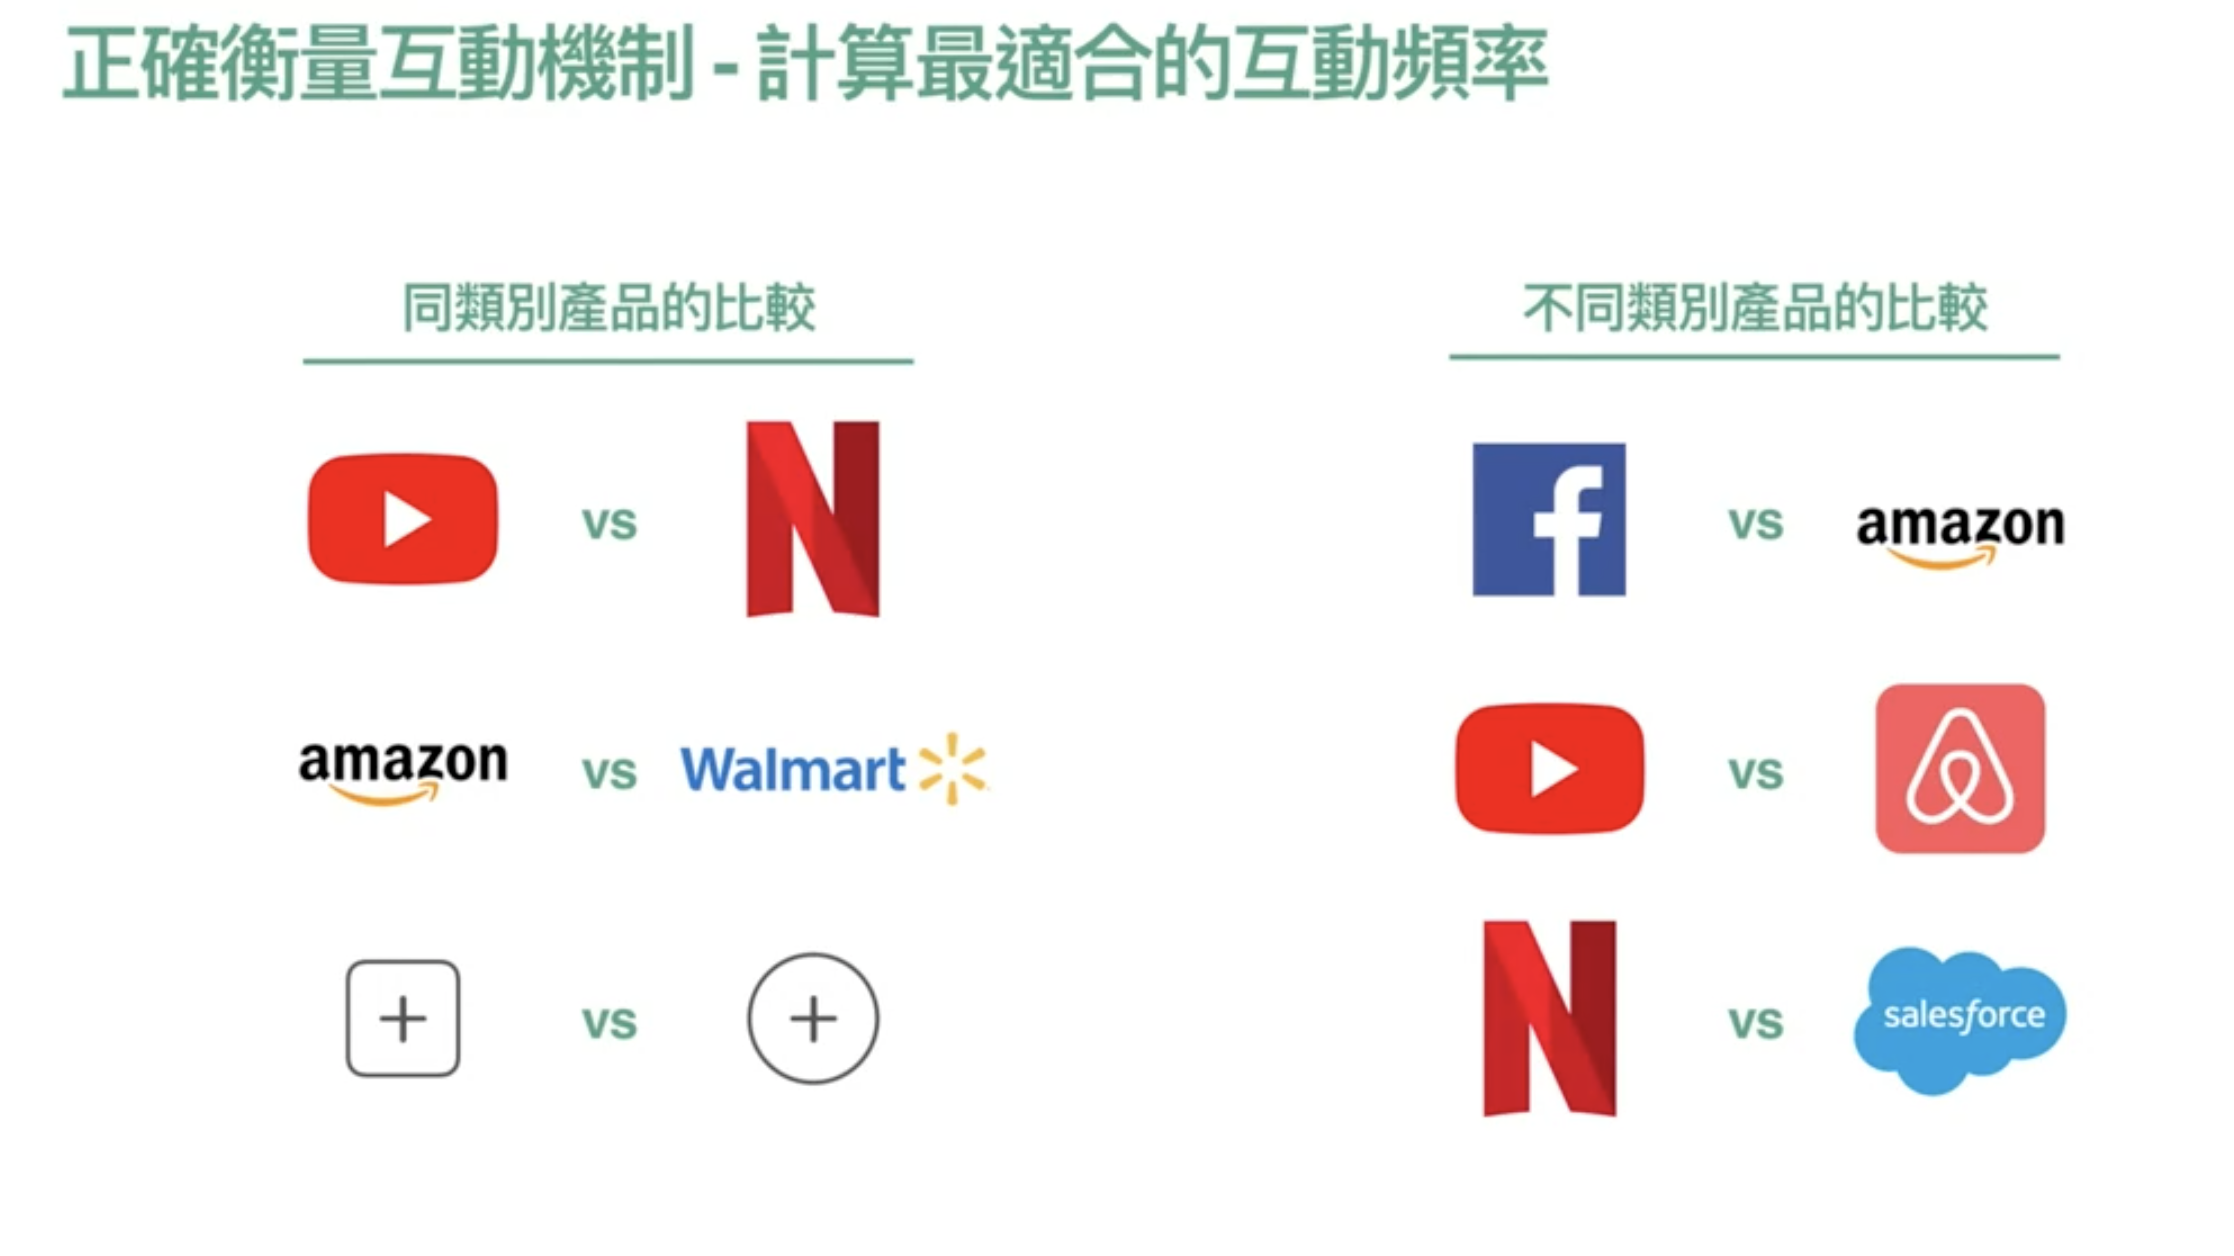 正確衡量互動機制 - 計算最適合的互動頻率
同類別產品的比較
vs N
amazon vs Walmart
vs
不同類別產品的比較
f vs amazon
vs
N vs salesforce